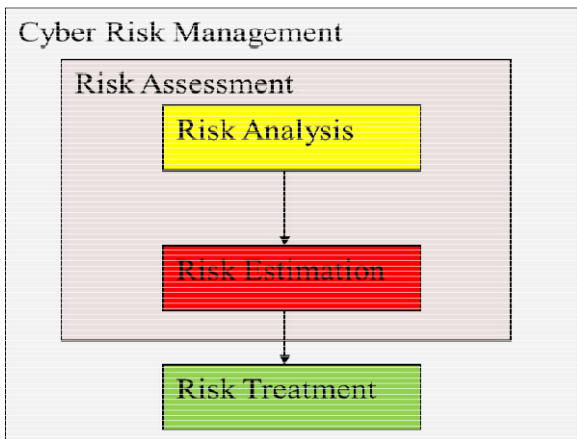 Cyber Risk Management
Risk Assessment
Risk Analysis
Risk Estimation
Risk Treatment